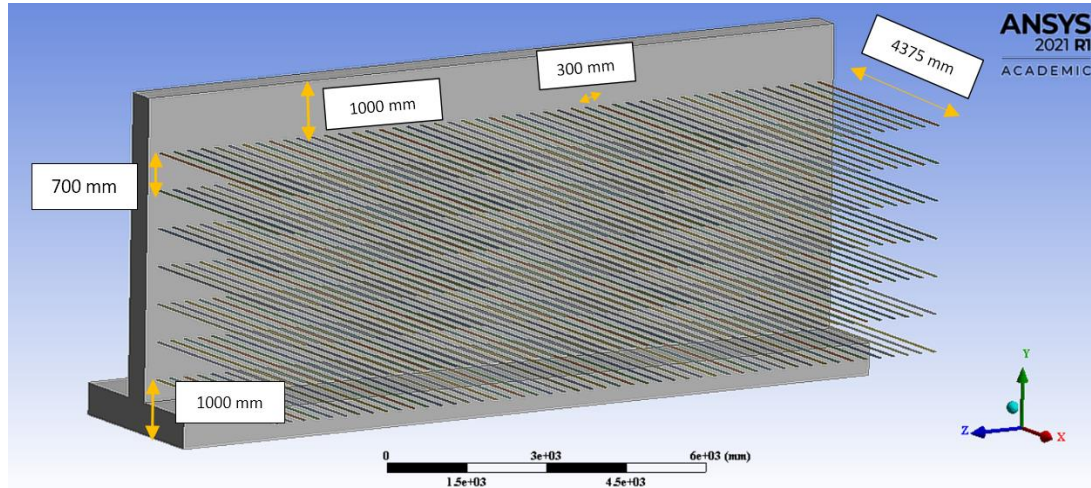 ANSYS
2021 R1
ACADEMIC
4375 mm
300 mm
1000 mm
700 mm
1000 mm
Y
Z
X
0
3e+03
6e+03 (mm)
1.5e+03
4.5e+03